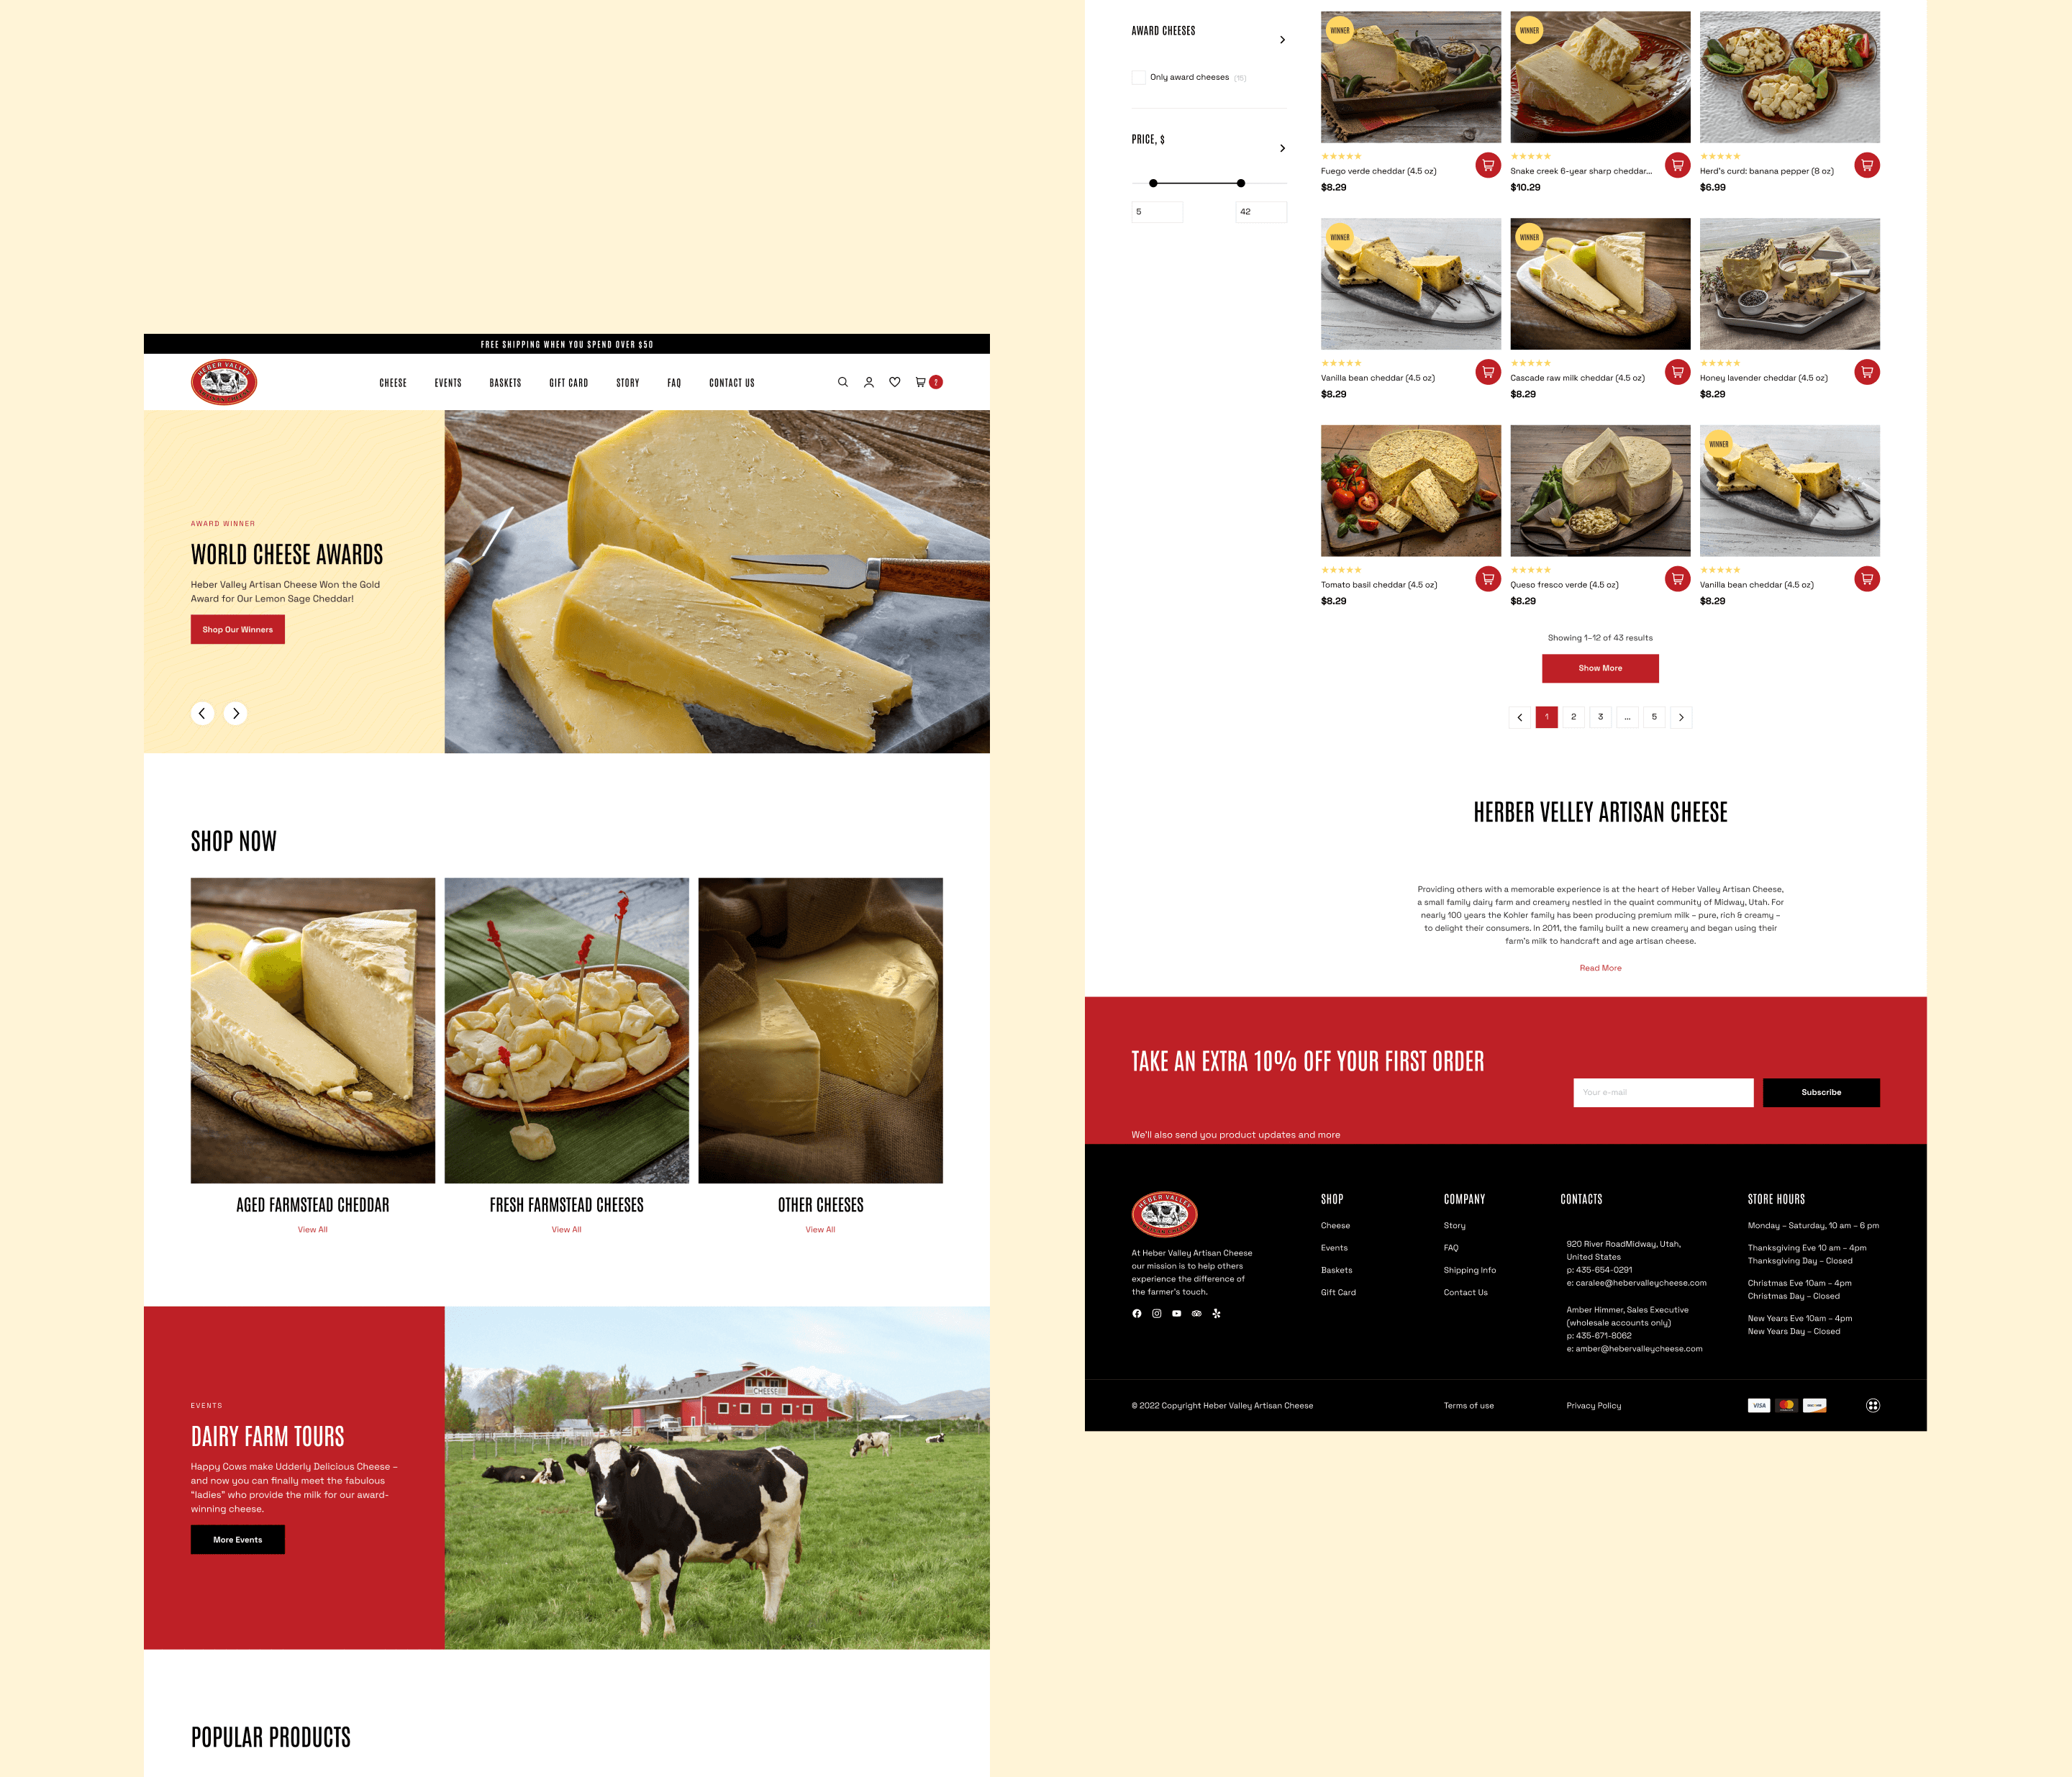 FREE SHIPPING WHEN YOU SPEND OVER $50
HEBER VALLEY
ARTISAN CHEESE
CHEESE
EVENTS
BASKETS
GIFT CARD
STORY
FAQ
CONTACT US
2
AWARD WINNER
WORLD CHEESE AWARDS
Heber Valley Artisan Cheese Won the Gold
Award for Our Lemon Sage Cheddar!
Shop Our Winners
SHOP NOW
AGED FARMSTEAD CHEDDAR
View All
FRESH FARMSTEAD CHEESES
View All
OTHER CHEESES
View All
CHEESE
EVENTS
DAIRY FARM TOURS
Happy Cows make Udderly Delicious Cheese –
and now you can finally meet the fabulous
“ladies” who provide the milk for our award-
winning cheese.
More Events
POPULAR PRODUCTS
AWARD CHEESES
Only award cheeses (15)
PRICE, $
5
42
WINNER
Fuego verde cheddar (4.5 oz)
$8.29
WINNER
Snake creek 6-year sharp cheddar...
$10.29
Herd's curd: banana pepper (8 oz)
$6.99
WINNER
Vanilla bean cheddar (4.5 oz)
$8.29
WINNER
Cascade raw milk cheddar (4.5 oz)
$8.29
Honey lavender cheddar (4.5 oz)
$8.29
Tomato basil cheddar (4.5 oz)
$8.29
Queso fresco verde (4.5 oz)
$8.29
WINNER
Vanilla bean cheddar (4.5 oz)
$8.29
Showing 1–12 of 43 results
Show More
1
2
3
...
5
HERBER VELLEY ARTISAN CHEESE
Providing others with a memorable experience is at the heart of Heber Valley Artisan Cheese,
a small family dairy farm and creamery nestled in the quaint community of Midway, Utah. For
nearly 100 years the Kohler family has been producing premium milk – pure, rich & creamy –
to delight their consumers. In 2011, the family built a new creamery and began using their
farm's milk to handcraft and age artisan cheese.
Read More
TAKE AN EXTRA 10% OFF YOUR FIRST ORDER
We'll also send you product updates and more
Your e-mail
Subscribe
HEBER VALLEY
ARTISAN CHEESE
At Heber Valley Artisan Cheese
our mission is to help others
experience the difference of
the farmer's touch.
SHOP
Cheese
Events
Baskets
Gift Card
COMPANY
Story
FAQ
Shipping Info
Contact Us
CONTACTS
920 River RoadMidway, Utah,
United States
p: 435-654-0291
e: caralee@hebervalleycheese.com
Amber Himmer, Sales Executive
(wholesale accounts only)
p: 435-671-8062
e: amber@hebervalleycheese.com
STORE HOURS
Monday – Saturday, 10 am – 6 pm
Thanksgiving Eve 10 am – 4pm
Thanksgiving Day – Closed
Christmas Eve 10am – 4pm
Christmas Day – Closed
New Years Eve 10am – 4pm
New Years Day – Closed
© 2022 Copyright Heber Valley Artisan Cheese
Terms of use
Privacy Policy
VISA